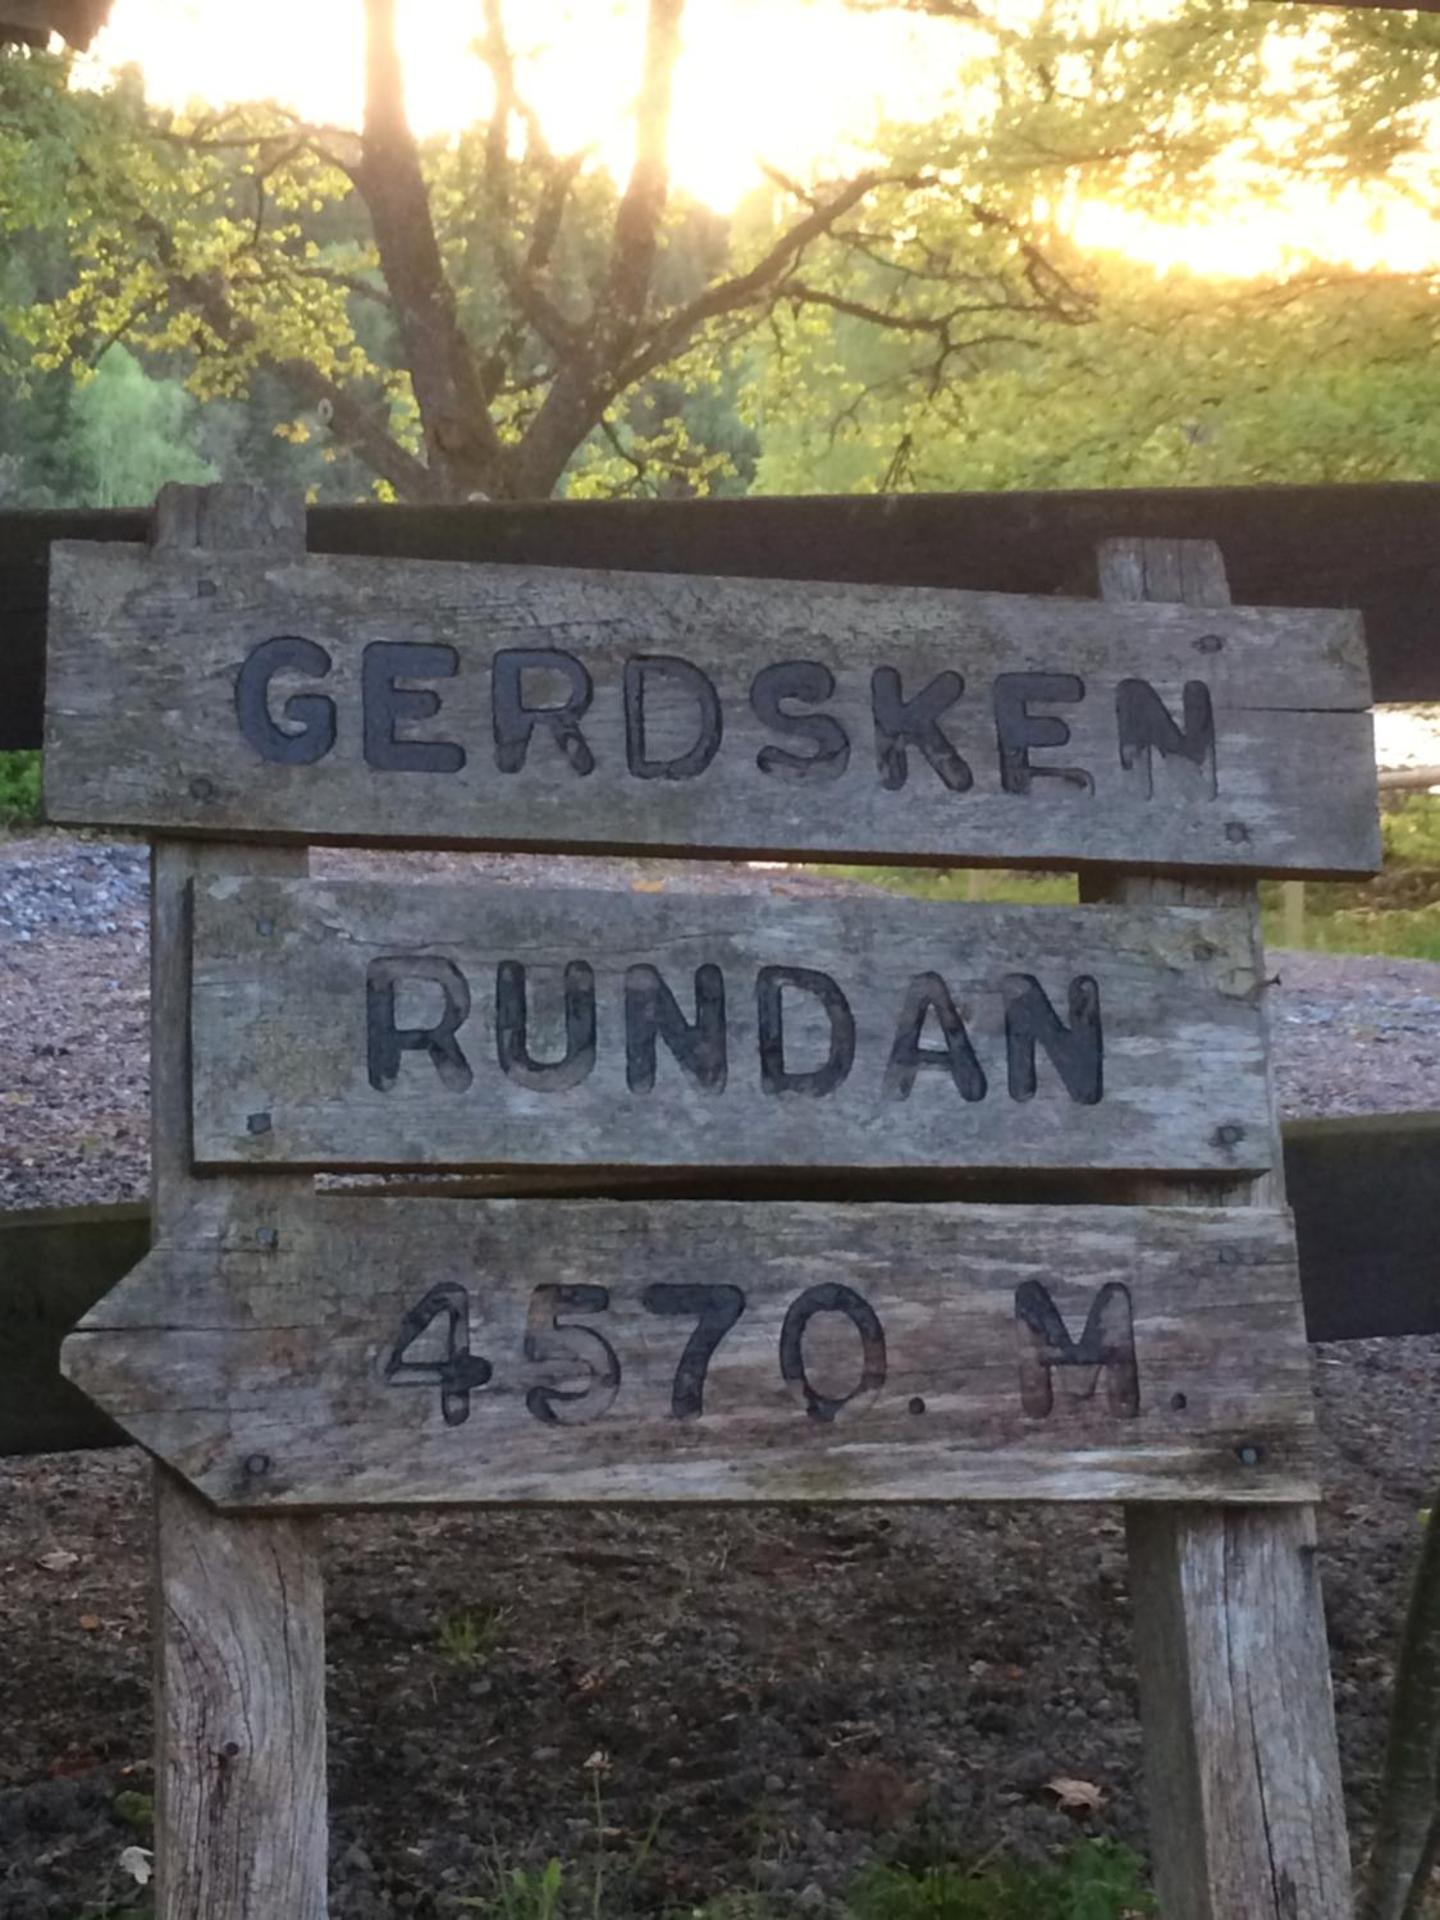 GERDSKEN
RUNDAN
4570. M.